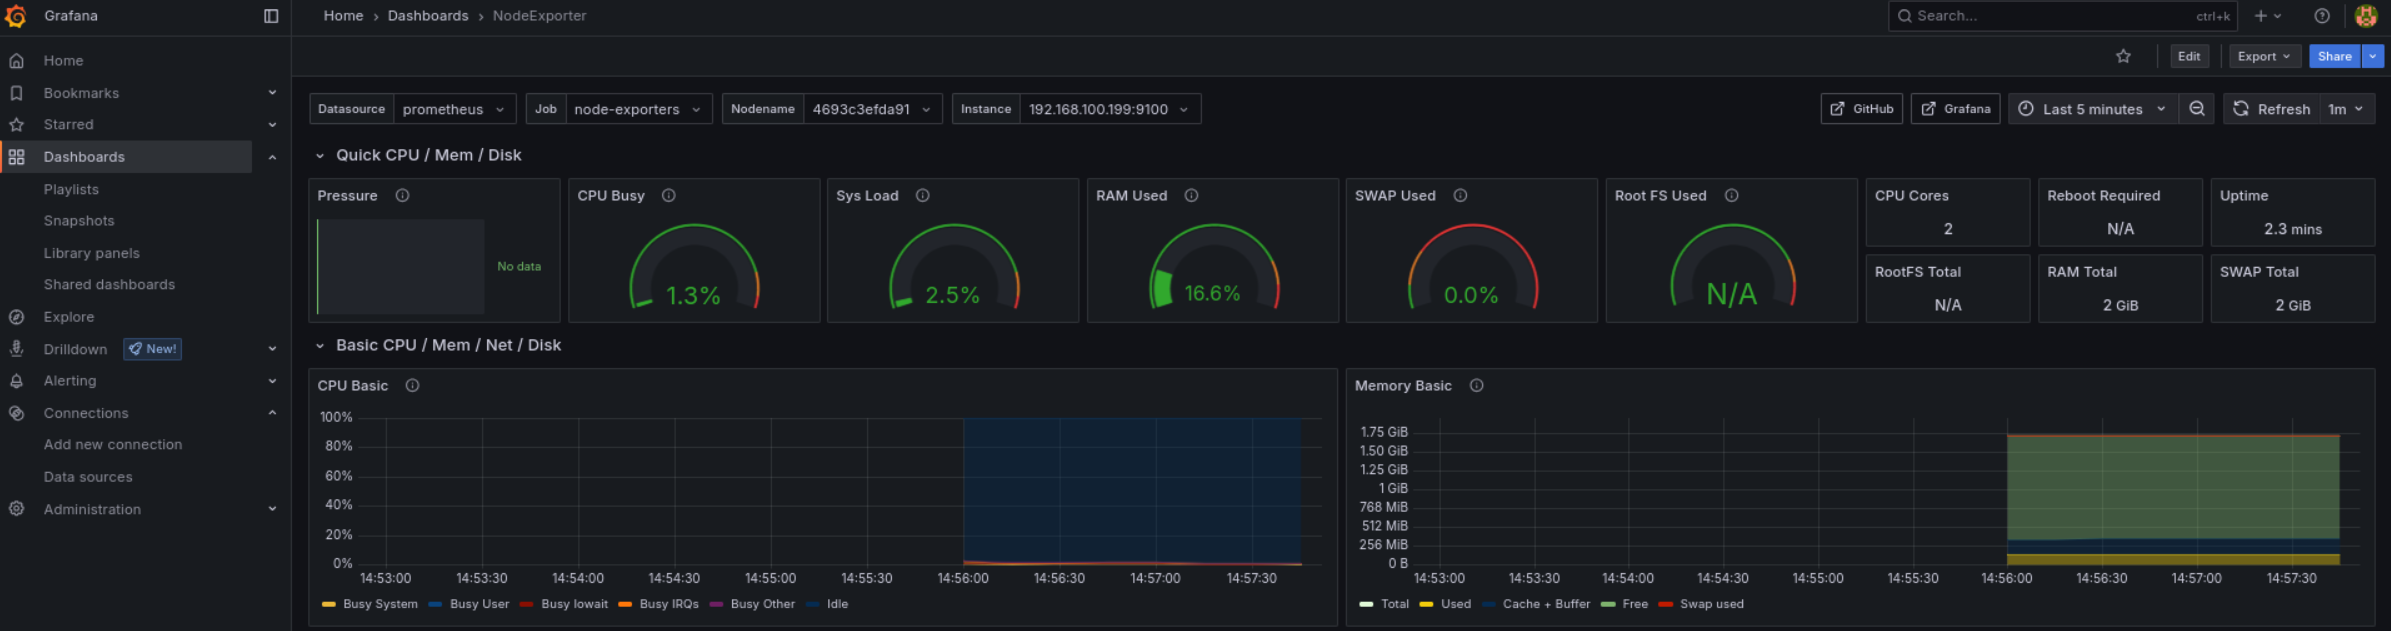 Grafana
Home › Dashboards › NodeExporter
Search... ctrl+k
Edit Export Share
Home
Bookmarks
Starred
Dashboards
Playlists
Snapshots
Library panels
Shared dashboards
Explore
Drilldown New!
Alerting
Connections
Add new connection
Data sources
Administration
Datasource prometheus Job node-exporters Nodename 4693c3efda91 Instance 192.168.100.199:9100 GitHub Grafana Last 5 minutes Refresh 1m
Quick CPU / Mem / Disk
Pressure
No data
CPU Busy
1.3%
Sys Load
2.5%
RAM Used
16.6%
SWAP Used
0.0%
Root FS Used
N/A
CPU Cores
2
Reboot Required
N/A
Uptime
2.3 mins
RootFS Total
N/A
RAM Total
2 GiB
SWAP Total
2 GiB
Basic CPU / Mem / Net / Disk
CPU Basic
100%
80%
60%
40%
20%
0%
14:53:00 14:53:30 14:54:00 14:54:30 14:55:00 14:55:30 14:56:00 14:56:30 14:57:00 14:57:30
Busy System Busy User Busy Iowait Busy IRQs Busy Other Idle
Memory Basic
1.75 GiB
1.50 GiB
1.25 GiB
1 GiB
768 MiB
512 MiB
256 MiB
0 B
14:53:00 14:53:30 14:54:00 14:54:30 14:55:00 14:55:30 14:56:00 14:56:30 14:57:00 14:57:30
Total Used Cache + Buffer Free Swap used